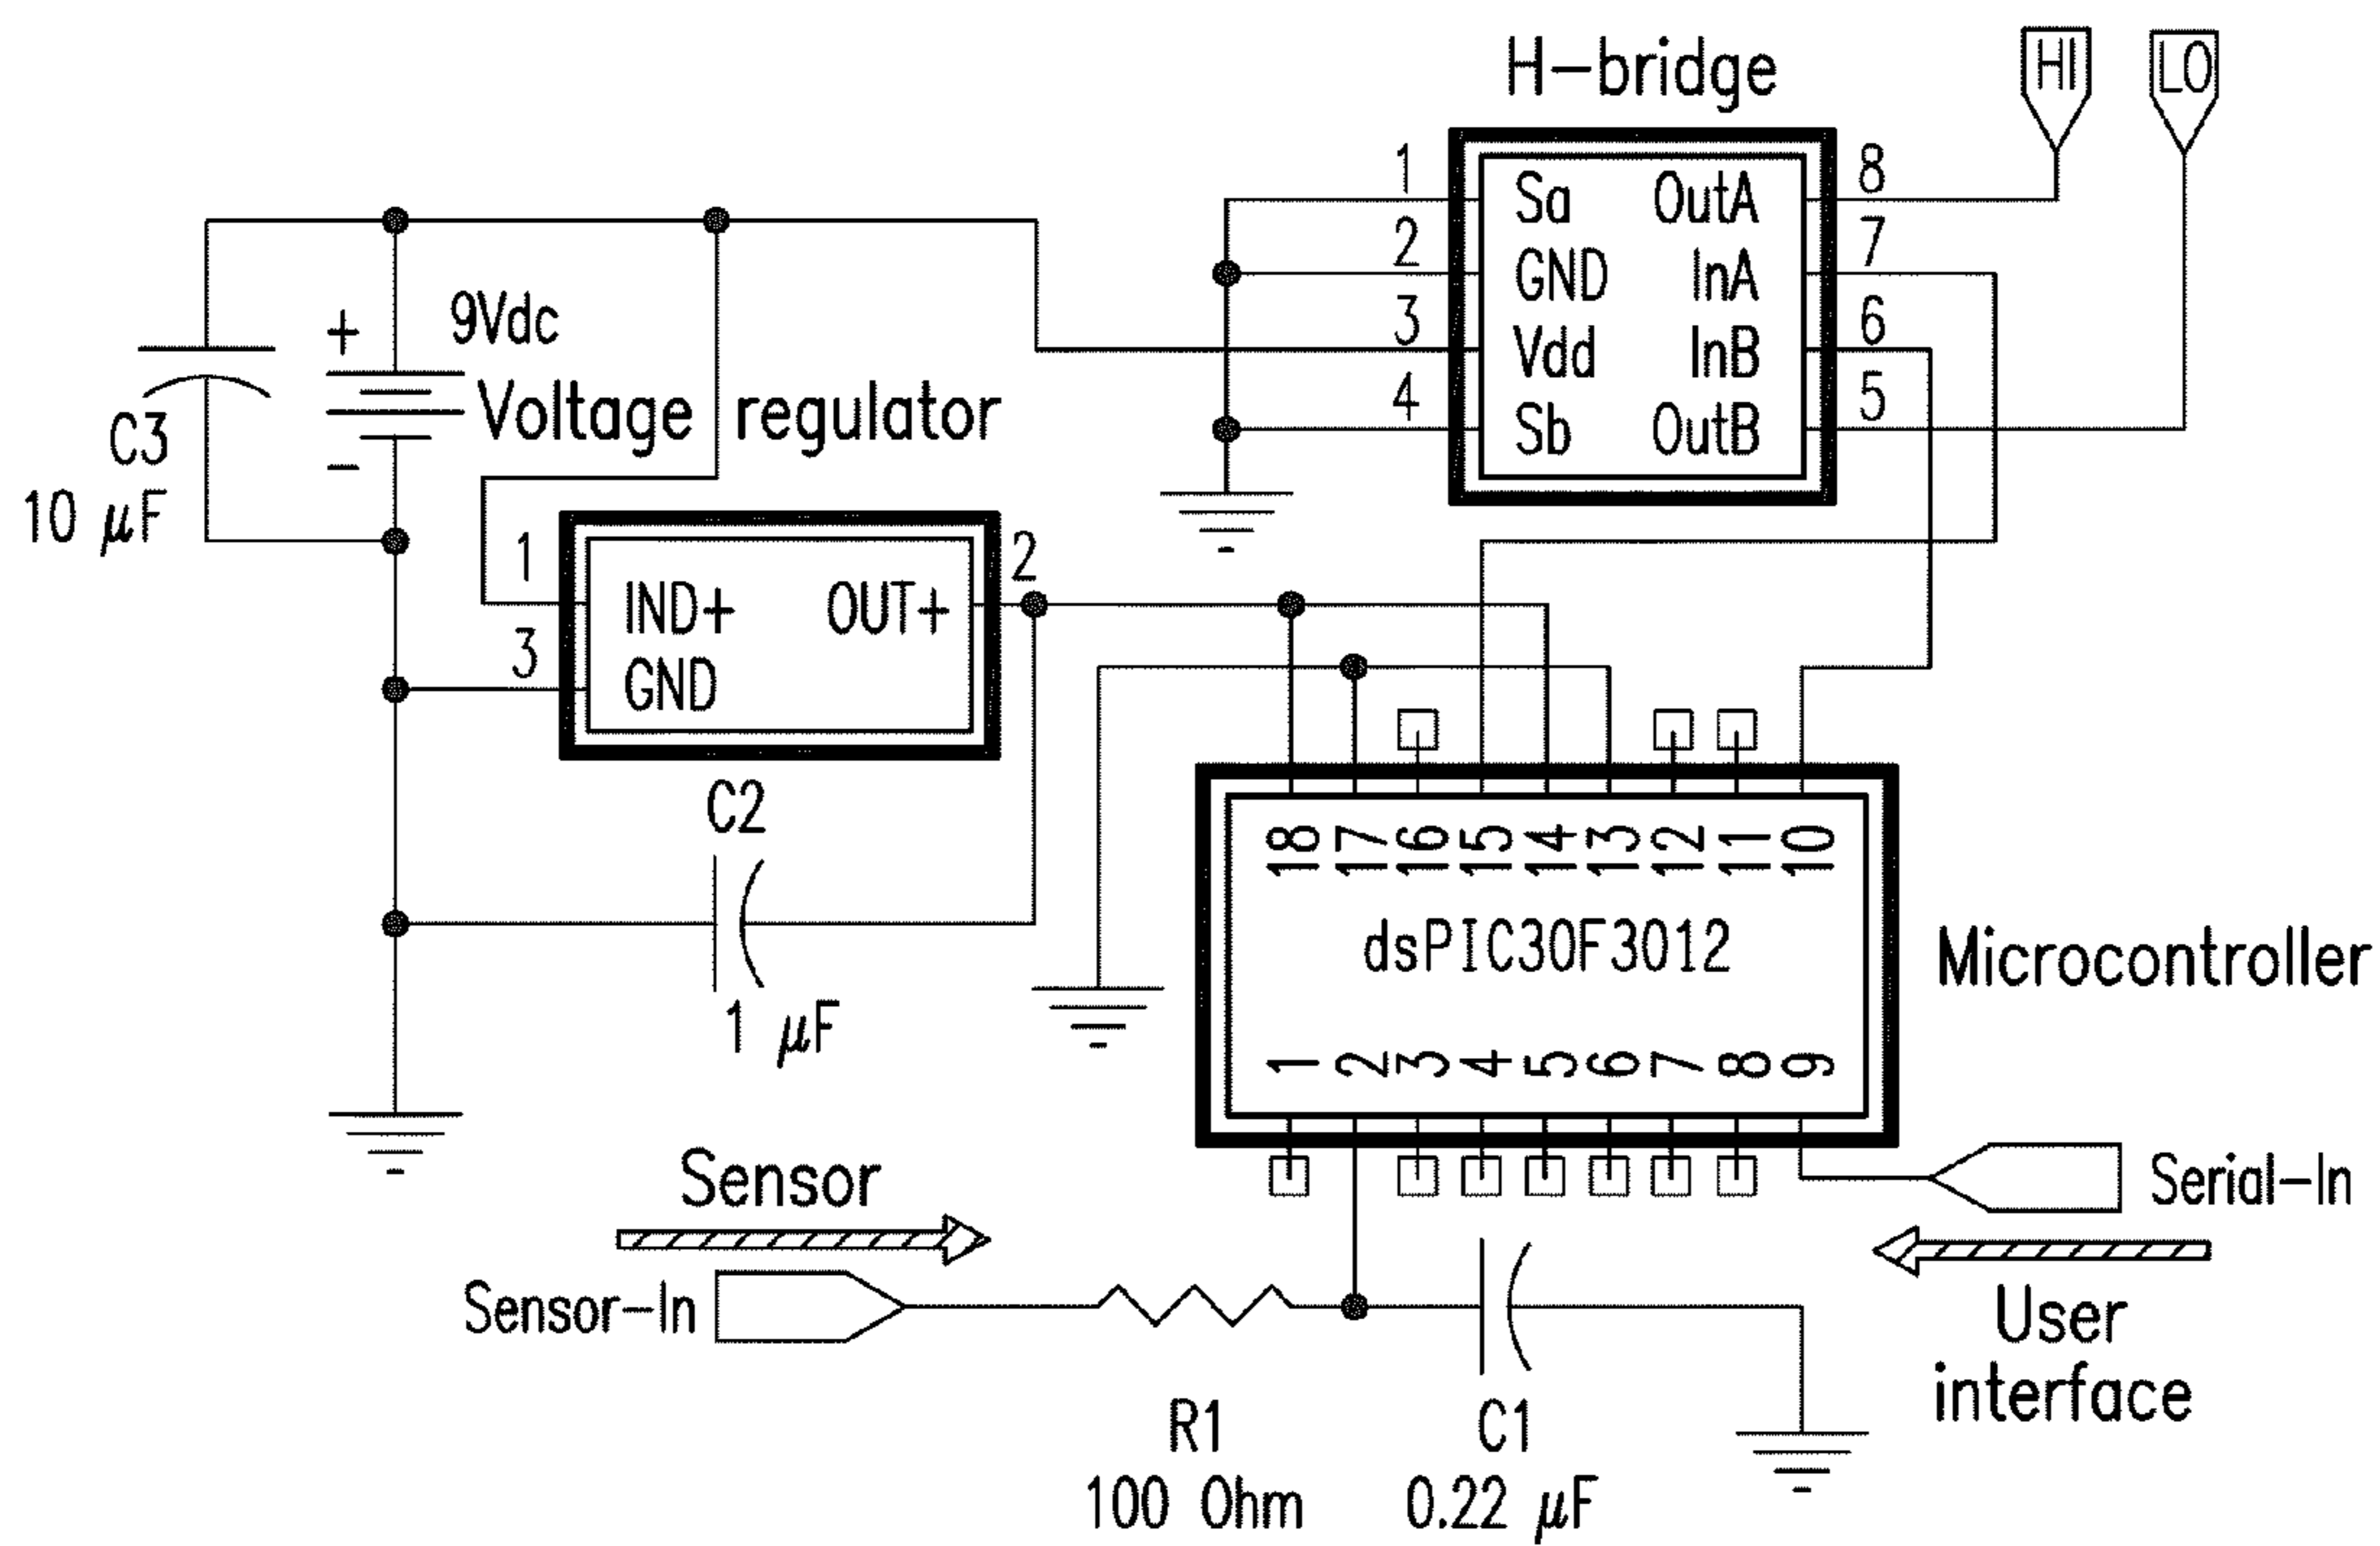 H-bridge
HI
LO
1
Sa
OutA
8
2
GND
InA
7
3
Vdd
InB
6
4
Sb
OutB
5
+
9Vdc
-
C3
10 µF
Voltage regulator
1
IND+
OUT+
2
3
GND
C2
1 µF
18 17 16 15 14 13 12 11 10
dsPIC30F3012
1 2 3 4 5 6 7 8 9
Microcontroller
Sensor
Sensor-In
Serial-In
User
interface
R1
100 Ohm
C1
0.22 µF